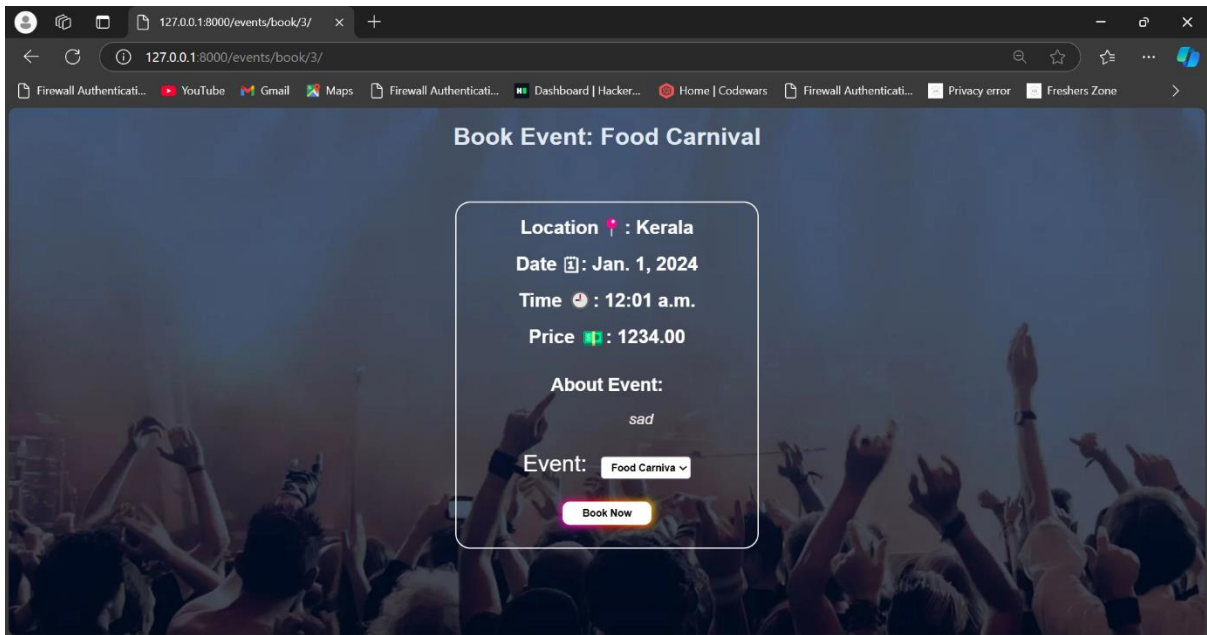 127.0.0.1:8000/events/book/3/
127.0.0.1:8000/events/book/3/
Firewall Authenticati... YouTube Gmail Maps Firewall Authenticati... Dashboard | Hacker... Home | Codewars Firewall Authenticati... Privacy error Freshers Zone
Book Event: Food Carnival
Location 📍 : Kerala
Date 🗓: Jan. 1, 2024
Time 🕘 : 12:01 a.m.
Price 💵 : 1234.00
About Event:
sad
Event: Food Carniva
Book Now